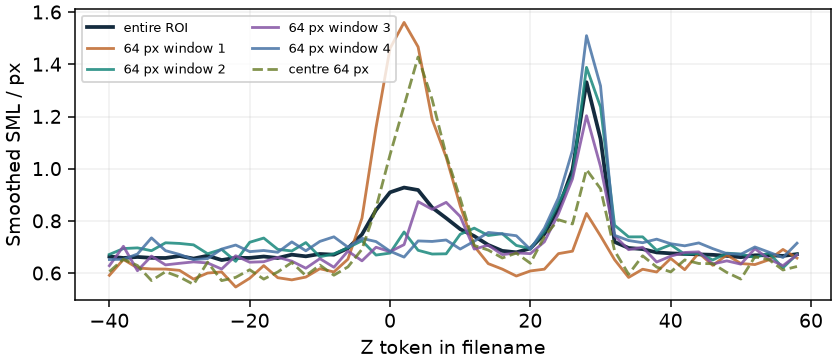 Smoothed SML / px
1.6
1.4
1.2
1.0
0.8
0.6
entire ROI
64 px window 1
64 px window 2
64 px window 3
64 px window 4
centre 64 px
−40
−20
0
20
40
60
Z token in filename